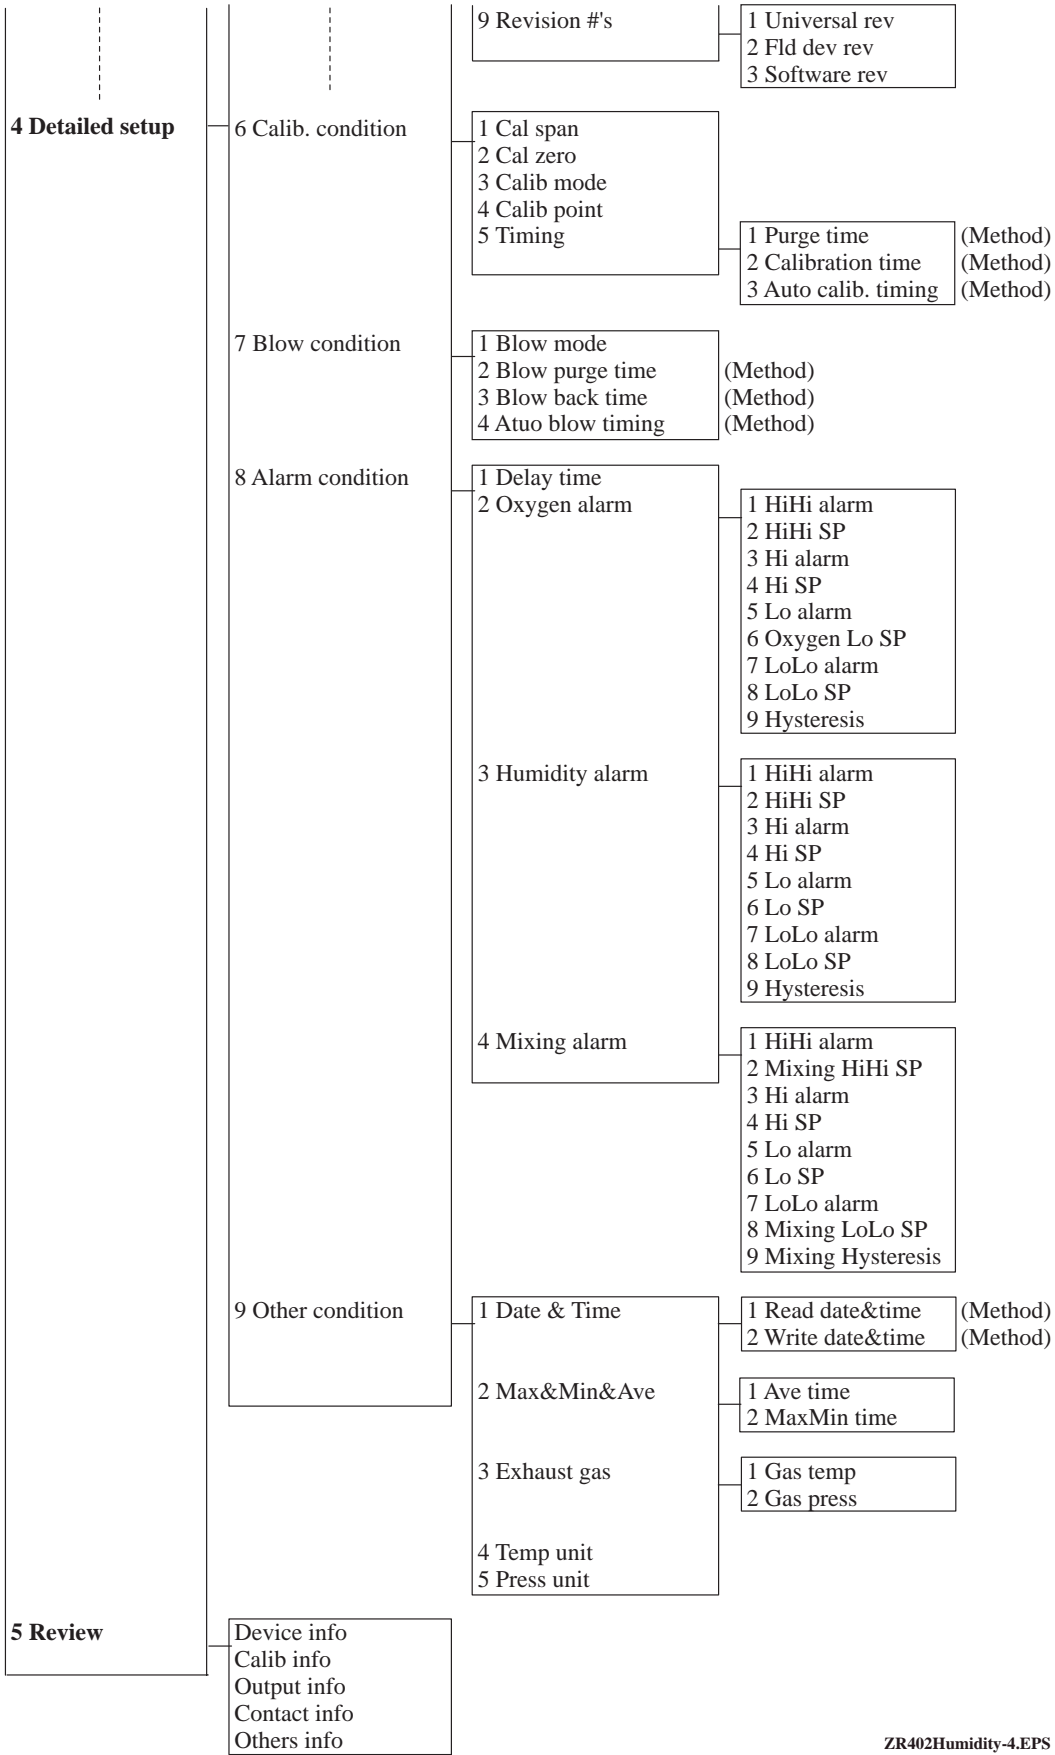 9 Revision #'s
1 Universal rev
2 Fld dev rev
3 Software rev
4 Detailed setup
6 Calib. condition
1 Cal span
2 Cal zero
3 Calib mode
4 Calib point
5 Timing
1 Purge time (Method)
2 Calibration time (Method)
3 Auto calib. timing (Method)
7 Blow condition
1 Blow mode
2 Blow purge time (Method)
3 Blow back time (Method)
4 Atuo blow timing (Method)
8 Alarm condition
1 Delay time
2 Oxygen alarm
1 HiHi alarm
2 HiHi SP
3 Hi alarm
4 Hi SP
5 Lo alarm
6 Oxygen Lo SP
7 LoLo alarm
8 LoLo SP
9 Hysteresis
3 Humidity alarm
1 HiHi alarm
2 HiHi SP
3 Hi alarm
4 Hi SP
5 Lo alarm
6 Lo SP
7 LoLo alarm
8 LoLo SP
9 Hysteresis
4 Mixing alarm
1 HiHi alarm
2 Mixing HiHi SP
3 Hi alarm
4 Hi SP
5 Lo alarm
6 Lo SP
7 LoLo alarm
8 Mixing LoLo SP
9 Mixing Hysteresis
9 Other condition
1 Date & Time
1 Read date&time (Method)
2 Write date&time (Method)
2 Max&Min&Ave
1 Ave time
2 MaxMin time
3 Exhaust gas
1 Gas temp
2 Gas press
4 Temp unit
5 Press unit
5 Review
Device info
Calib info
Output info
Contact info
Others info
ZR402Humidity-4.EPS